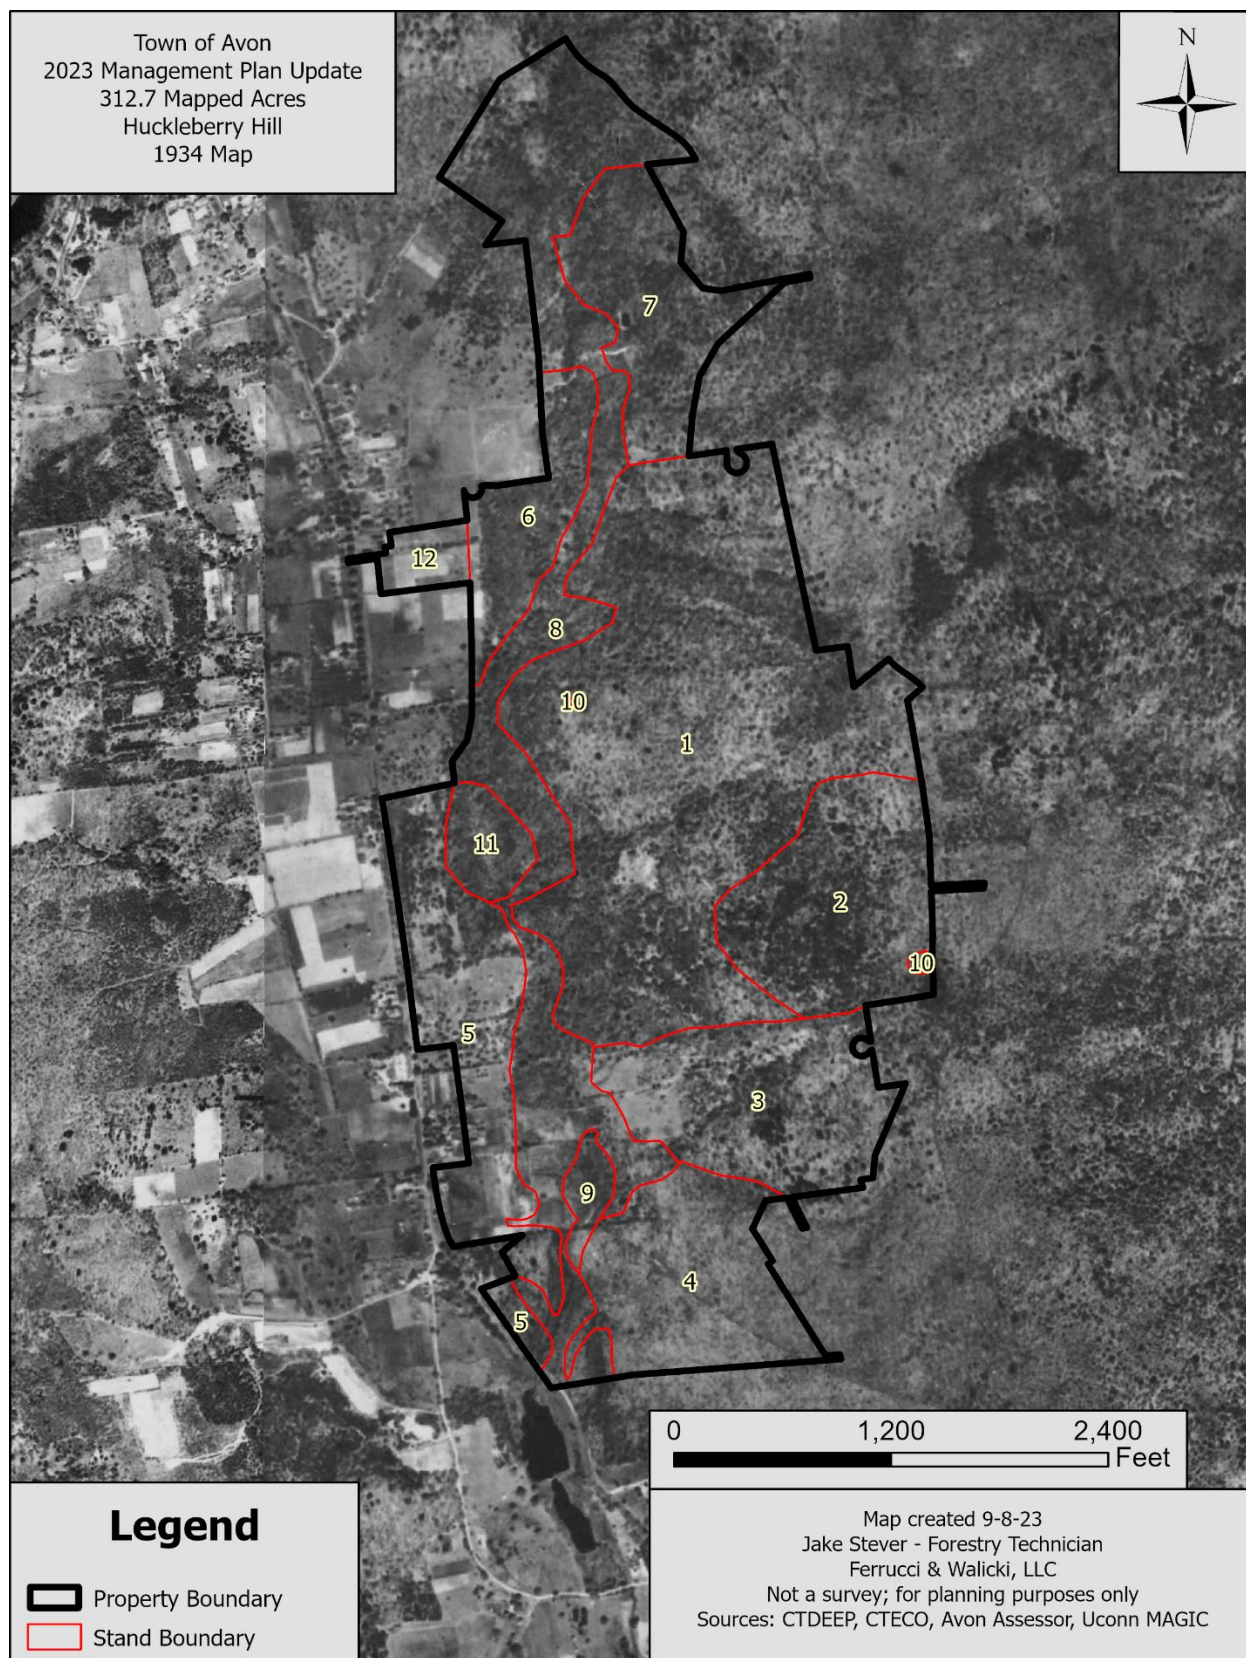 Town of Avon
2023 Management Plan Update
312.7 Mapped Acres
Huckleberry Hill
1934 Map
N
7
6
12
8
10
1
11
2
10
5
3
9
4
5
0 1,200 2,400
Feet
Legend
Property Boundary
Stand Boundary
Map created 9-8-23
Jake Stever - Forestry Technician
Ferrucci & Walicki, LLC
Not a survey; for planning purposes only
Sources: CTDEEP, CTECO, Avon Assessor, Uconn MAGIC